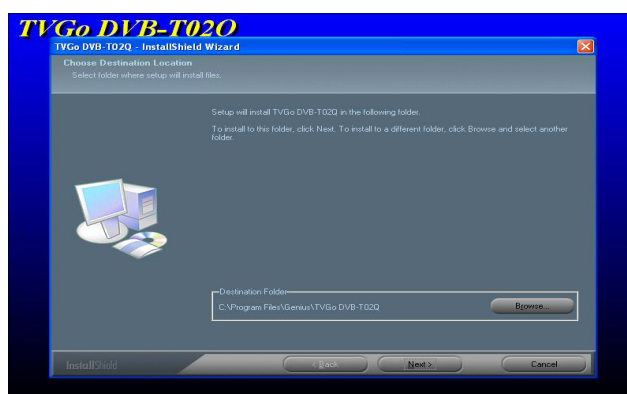 TVGo DVB-T02Q
TVGo DVB-T02Q - InstallShield Wizard
Choose Destination Location
Select folder where setup will install files.
Setup will install TVGo DVB-T02Q in the following folder.
To install to this folder, click Next. To install to a different folder, click Browse and select another
folder.
Destination Folder
C:\Program Files\Genius\TVGo DVB-T02Q
Browse...
InstallShield
< Back
Next >
Cancel